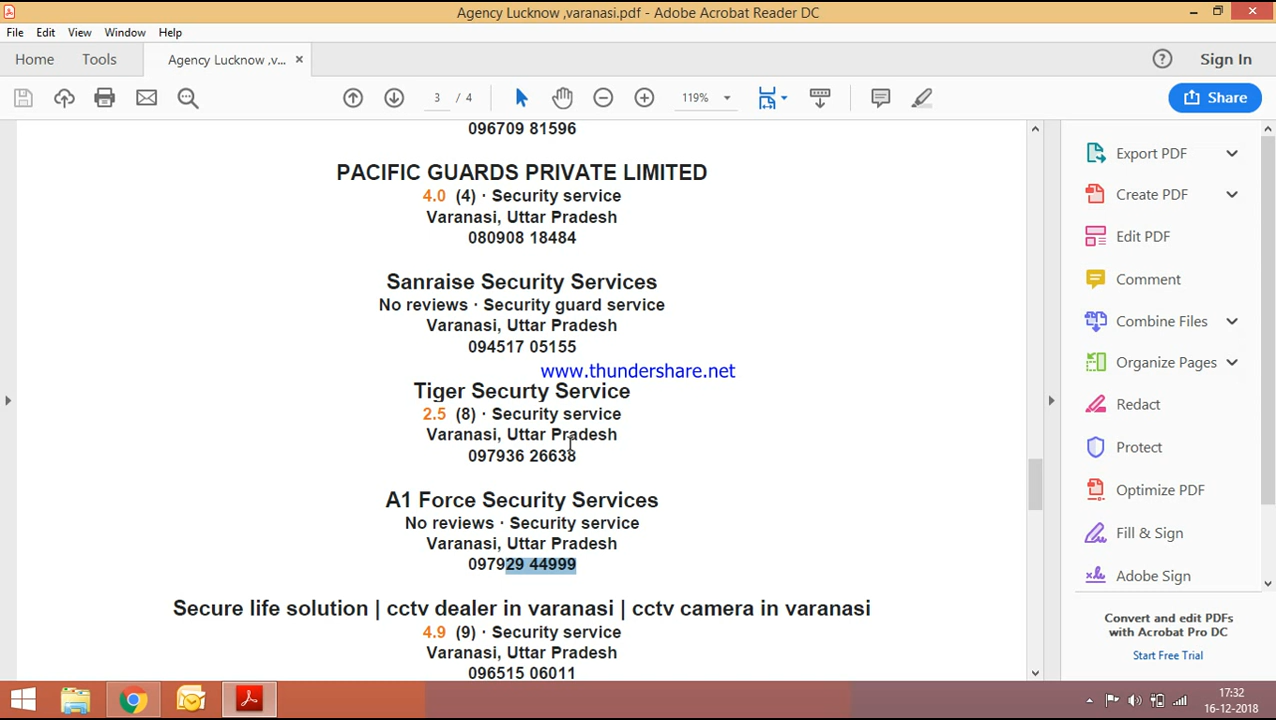 Agency Lucknow ,varanasi.pdf - Adobe Acrobat Reader DC
File Edit View Window Help
Home Tools Agency Lucknow ,v... × Sign In
3 / 4 119% Share
096709 81596
PACIFIC GUARDS PRIVATE LIMITED
4.0 (4) · Security service
Varanasi, Uttar Pradesh
080908 18484
Sanraise Security Services
No reviews · Security guard service
Varanasi, Uttar Pradesh
094517 05155
www.thundershare.net
Tiger Securty Service
2.5 (8) · Security service
Varanasi, Uttar Pradesh
097936 26638
A1 Force Security Services
No reviews · Security service
Varanasi, Uttar Pradesh
097929 44999
Secure life solution | cctv dealer in varanasi | cctv camera in varanasi
4.9 (9) · Security service
Varanasi, Uttar Pradesh
096515 06011
Export PDF
Create PDF
Edit PDF
Comment
Combine Files
Organize Pages
Redact
Protect
Optimize PDF
Fill & Sign
Adobe Sign
Convert and edit PDFs
with Acrobat Pro DC
Start Free Trial
17:32
16-12-2018